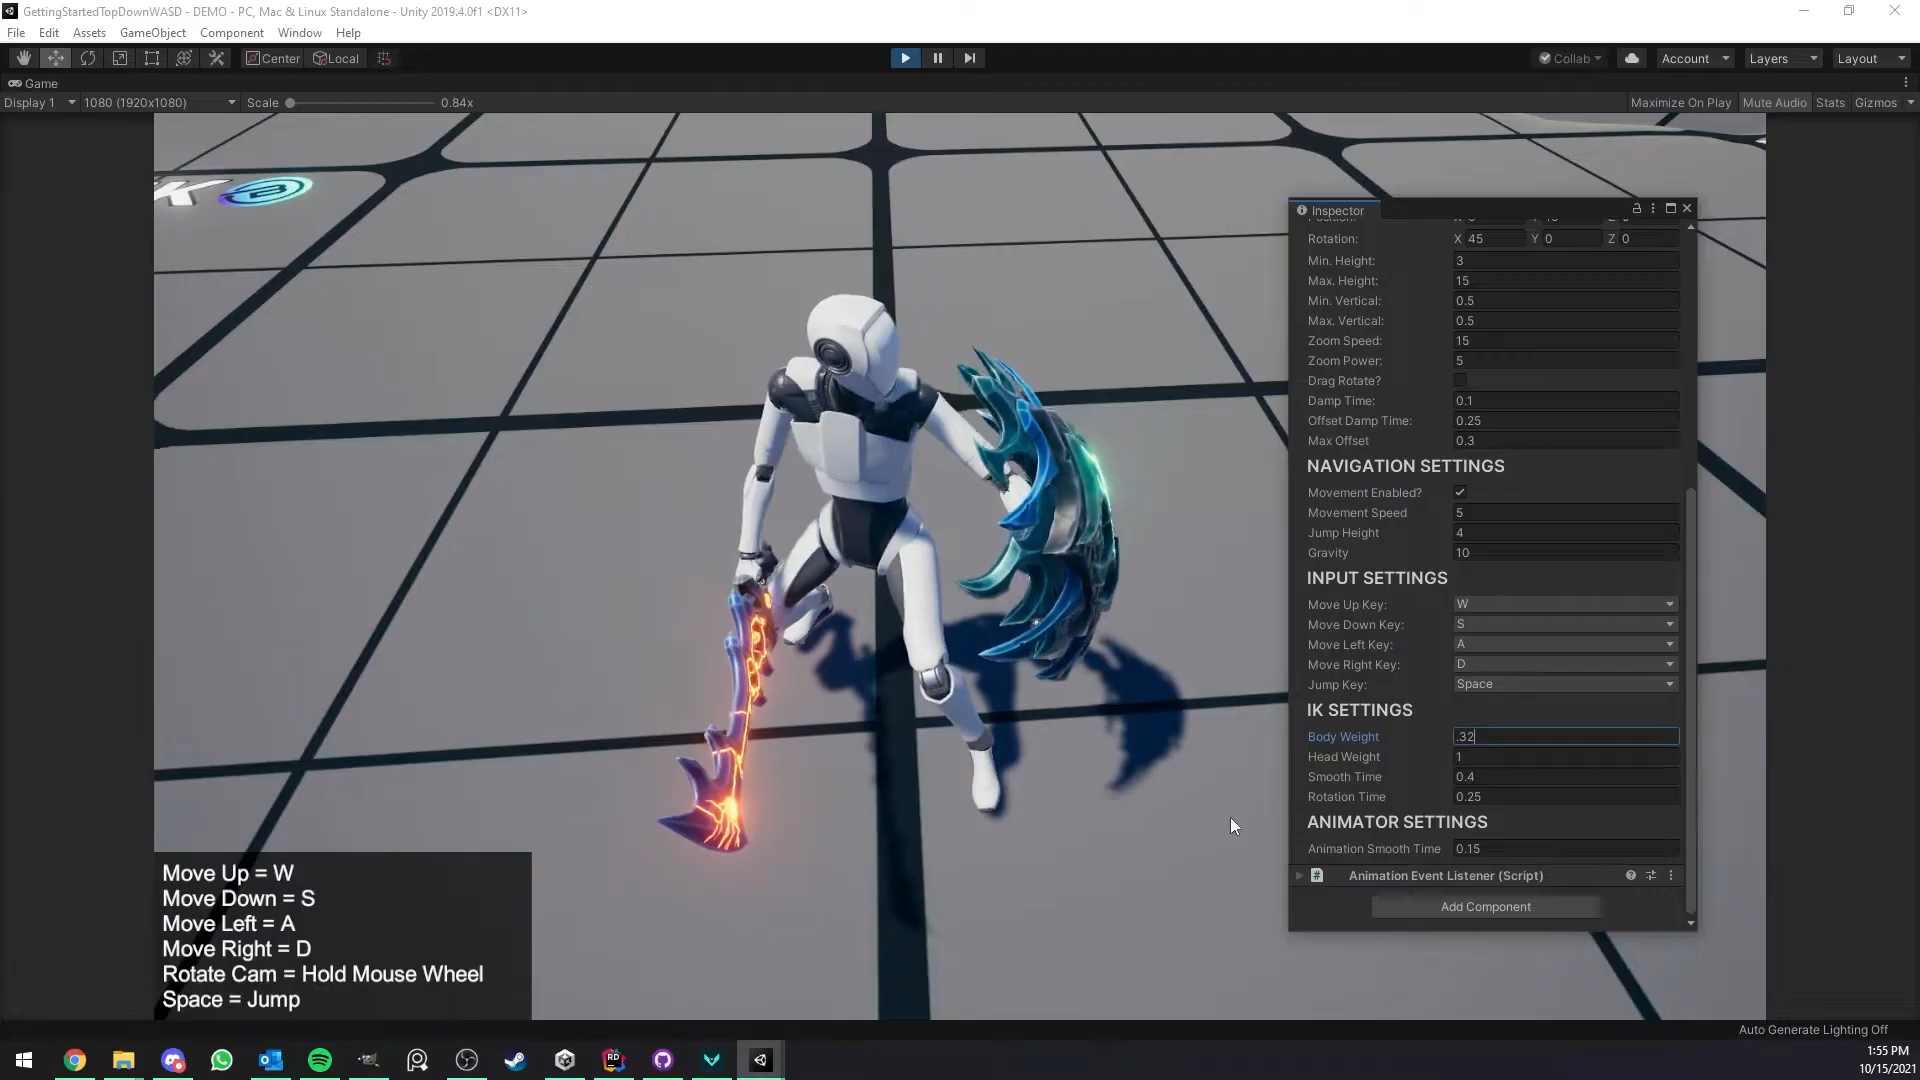 GettingStartedTopDownWASD - DEMO - PC, Mac & Linux Standalone - Unity 2019.4.0f1 <DX11>
File Edit Assets GameObject Component Window Help
Center Local Collab Account Layers Layout
Game
Display 1 1080 (1920x1080) Scale 0.84x Maximize On Play Mute Audio Stats Gizmos
K
Inspector
Rotation: X 45 Y 0 Z 0
Min. Height: 3
Max. Height: 15
Min. Vertical: 0.5
Max. Vertical: 0.5
Zoom Speed: 15
Zoom Power: 5
Drag Rotate?
Damp Time: 0.1
Offset Damp Time: 0.25
Max Offset 0.3
NAVIGATION SETTINGS
Movement Enabled?
Movement Speed 5
Jump Height 4
Gravity 10
INPUT SETTINGS
Move Up Key: W
Move Down Key: S
Move Left Key: A
Move Right Key: D
Jump Key: Space
IK SETTINGS
Body Weight .32
Head Weight 1
Smooth Time 0.4
Rotation Time 0.25
ANIMATOR SETTINGS
Animation Smooth Time 0.15
# Animation Event Listener (Script)
Add Component
Move Up = W
Move Down = S
Move Left = A
Move Right = D
Rotate Cam = Hold Mouse Wheel
Space = Jump
Auto Generate Lighting Off
RD
1:55 PM
10/15/2021